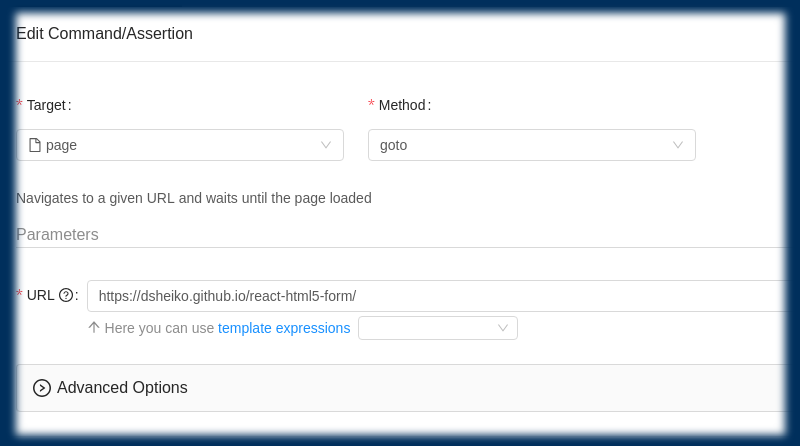 Edit Command/Assertion
* Target:
* Method:
page
goto
Navigates to a given URL and waits until the page loaded
Parameters
* URL ?:
https://dsheiko.github.io/react-html5-form/
↑ Here you can use template expressions
Advanced Options